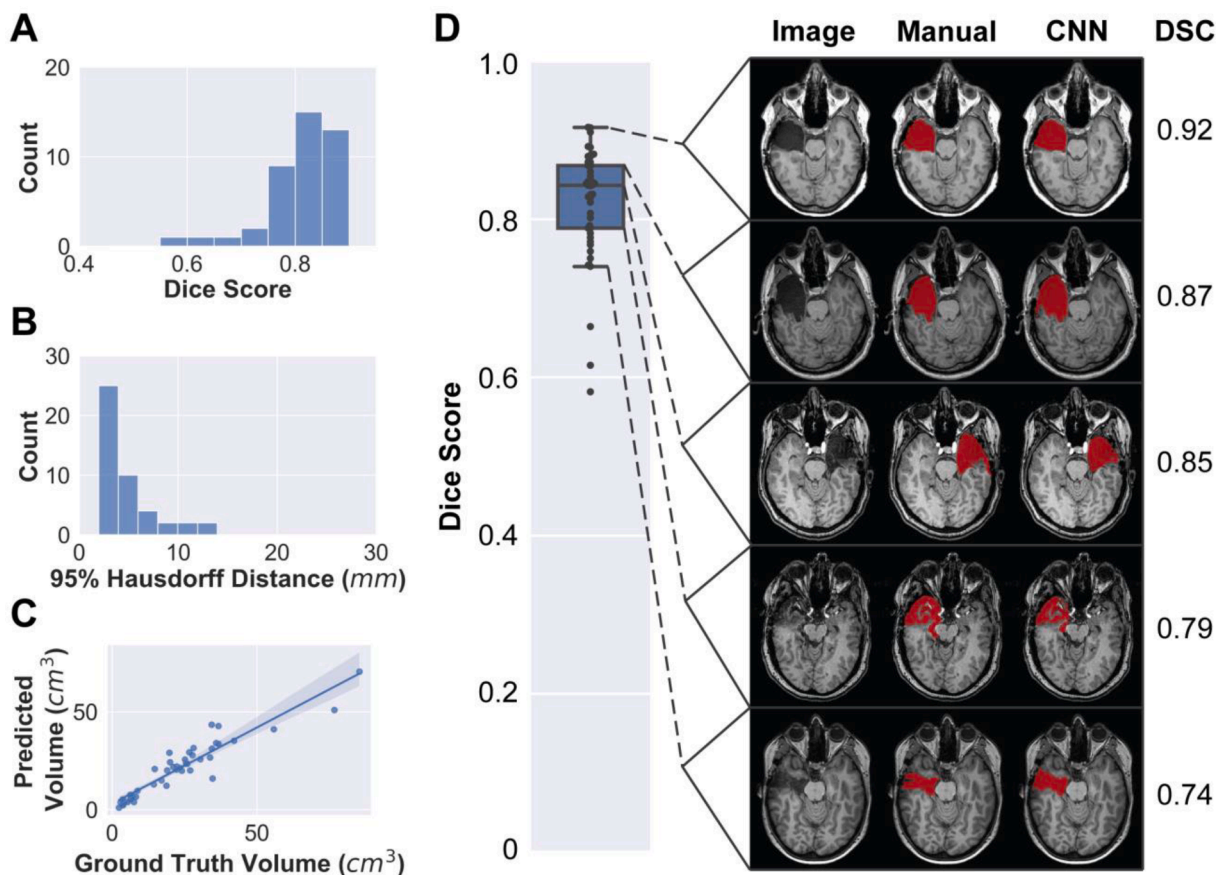 A
20
10
0
Count
0.4
0.6
0.8
Dice Score
B
30
20
10
0
Count
0
10
20
30
95% Hausdorff Distance (mm)
C
Predicted
Volume (cm³)
50
0
0
50
Ground Truth Volume (cm³)
D
1.0
0.8
0.6
0.4
0.2
0
Dice Score
Image Manual CNN DSC
0.92
0.87
0.85
0.79
0.74